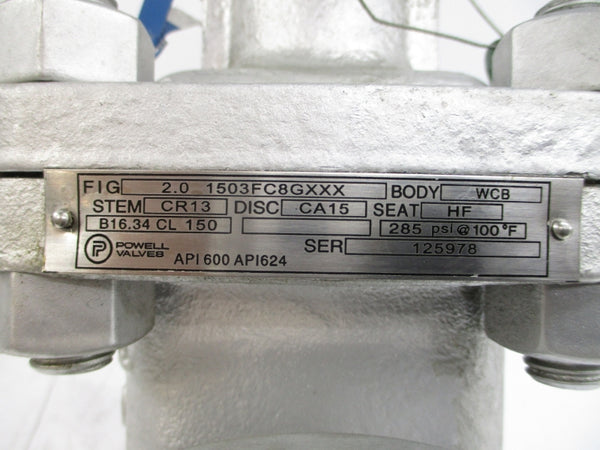 FIG 2.0 1503FC8GXXX BODY WCB
STEM CR13 DISC CA15 SEAT HF
B16.34 CL 150 285 psi@100°F
POWELL VALVES SER 125978
API 600 API624